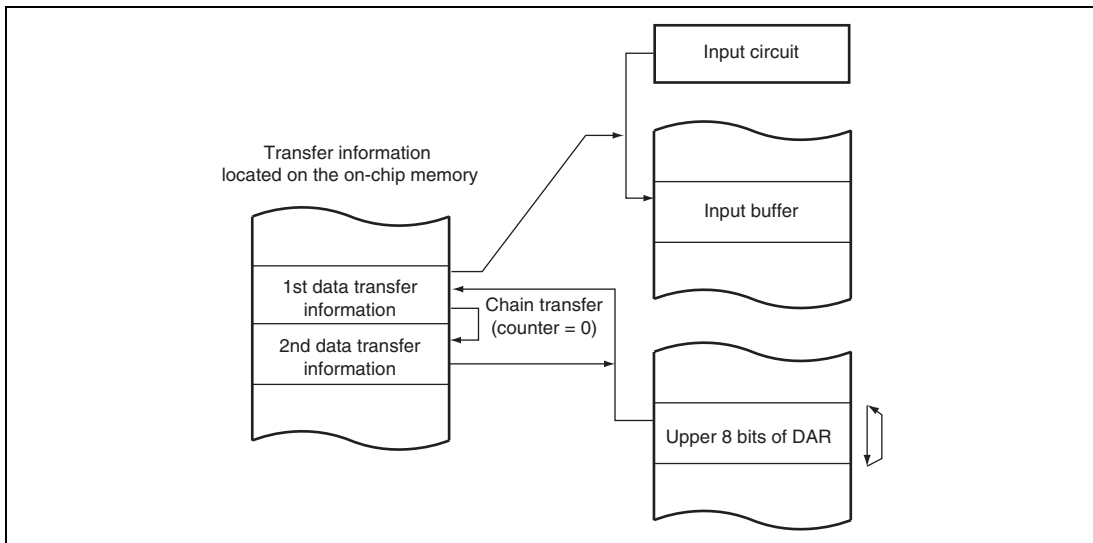 Input circuit
Transfer information
located on the on-chip memory
Input buffer
1st data transfer
information
Chain transfer
(counter = 0)
2nd data transfer
information
Upper 8 bits of DAR